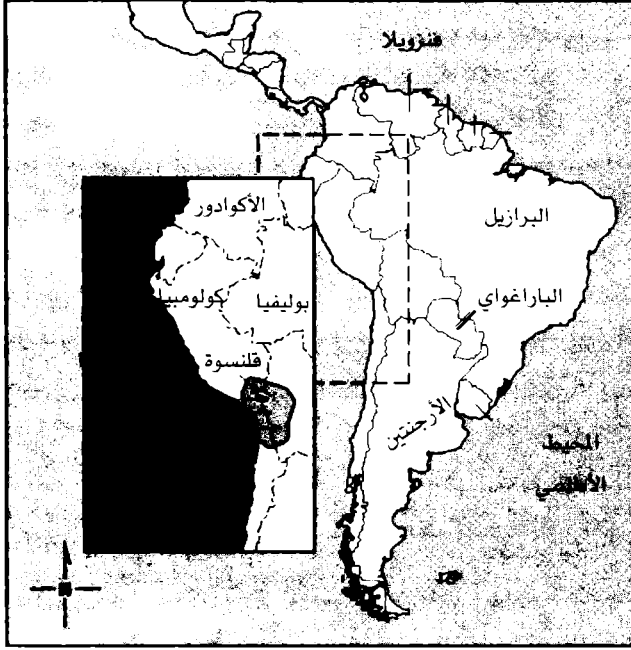 فنزويلا
الأكوادور
البرازيل
كولومبيا
بوليفيا
الباراغواي
قلنسوة
الأرجنتين
المحيط
الأطلسي